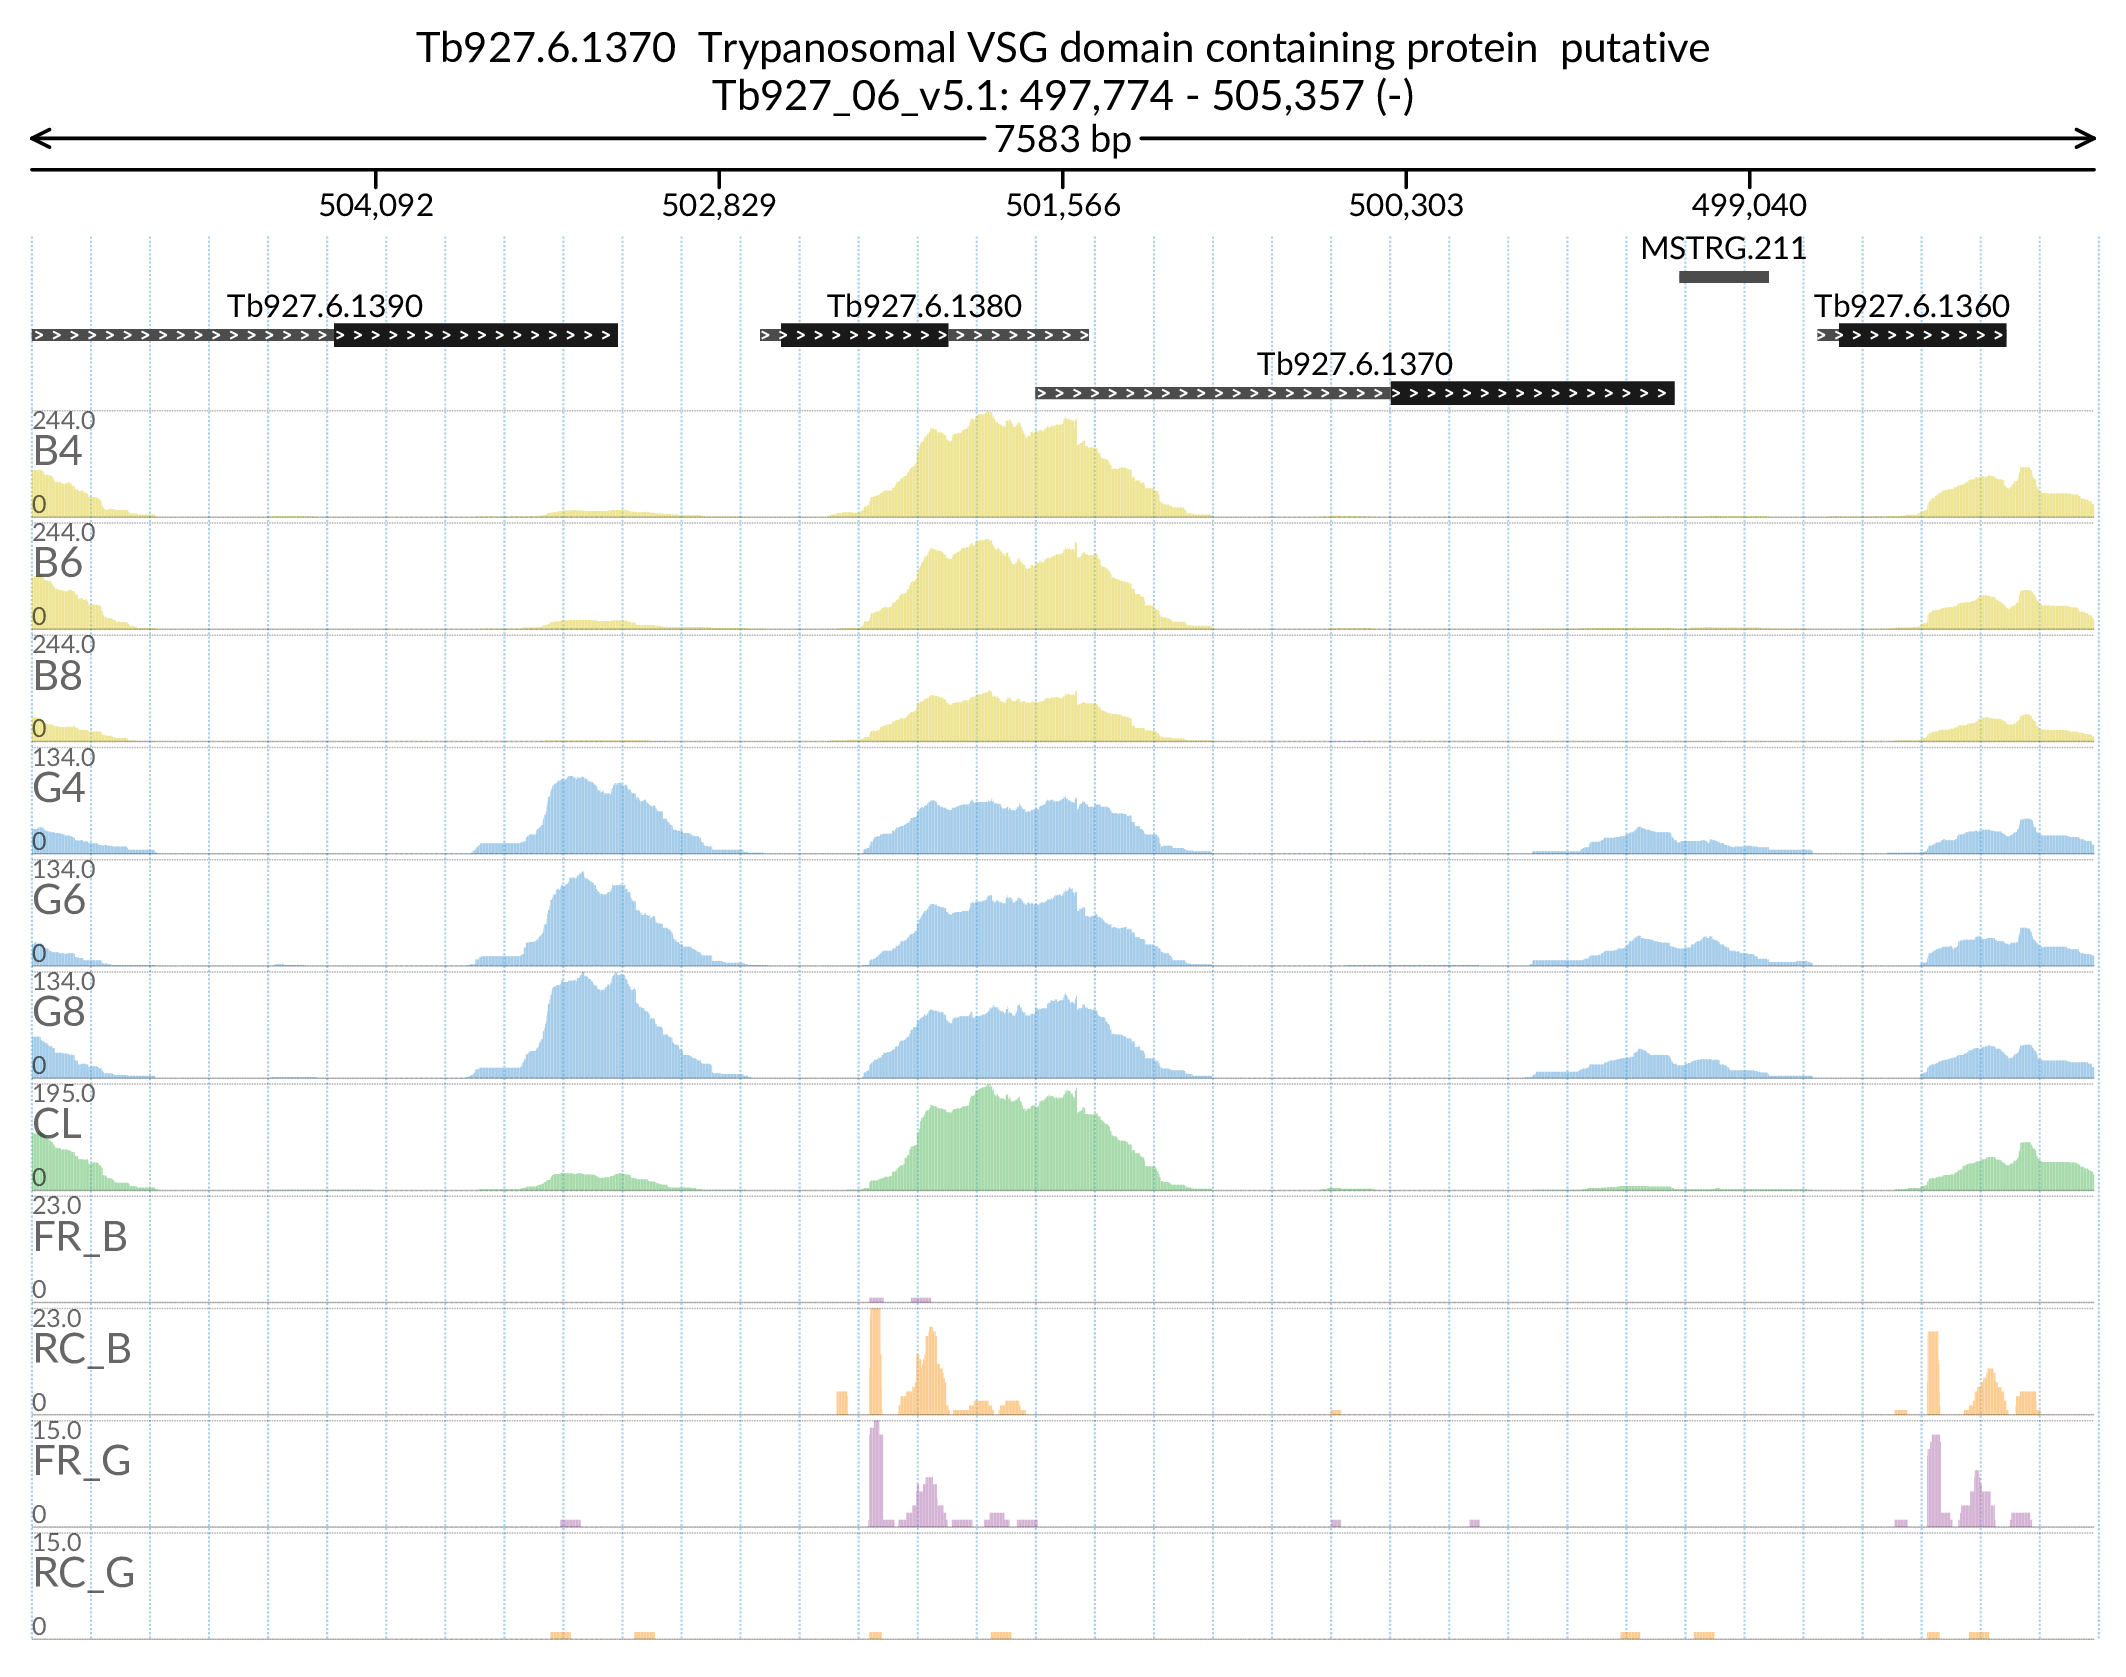 Tb927.6.1370  Trypanosomal VSG domain containing protein  putative
Tb927_06_v5.1: 497,774 - 505,357 (-)
7583 bp
504,092 502,829 501,566 500,303 499,040
MSTRG.211
Tb927.6.1390 Tb927.6.1380 Tb927.6.1360
Tb927.6.1370
244.0
B4
0
244.0
B6
0
244.0
B8
0
134.0
G4
0
134.0
G6
0
134.0
G8
0
195.0
CL
0
23.0
FR_B
0
23.0
RC_B
0
15.0
FR_G
0
15.0
RC_G
0